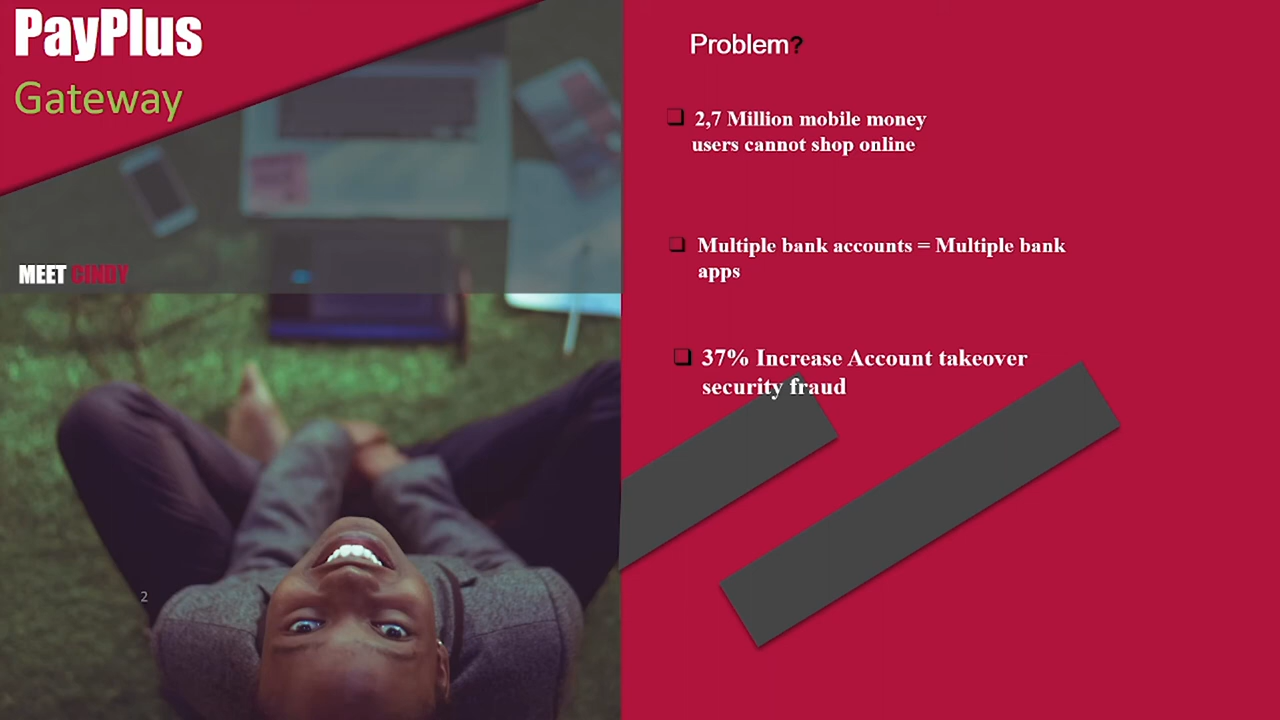 PayPlus
Gateway
MEET CINDY
2
Problem?
2,7 Million mobile money
users cannot shop online
Multiple bank accounts = Multiple bank
apps
37% Increase Account takeover
security fraud